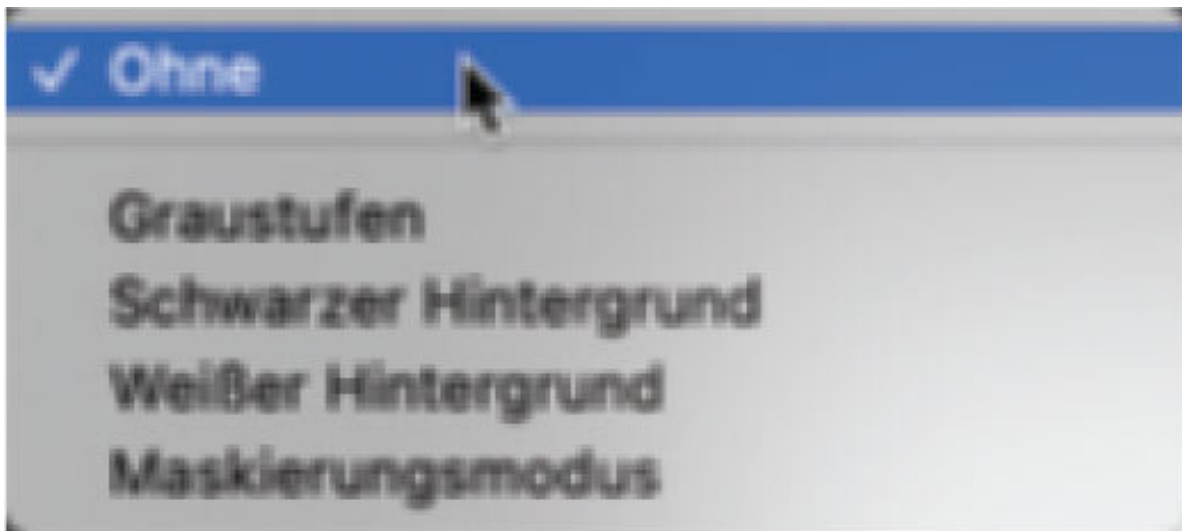 ✓ Ohne
Graustufen
Schwarzer Hintergrund
Weißer Hintergrund
Maskierungsmodus